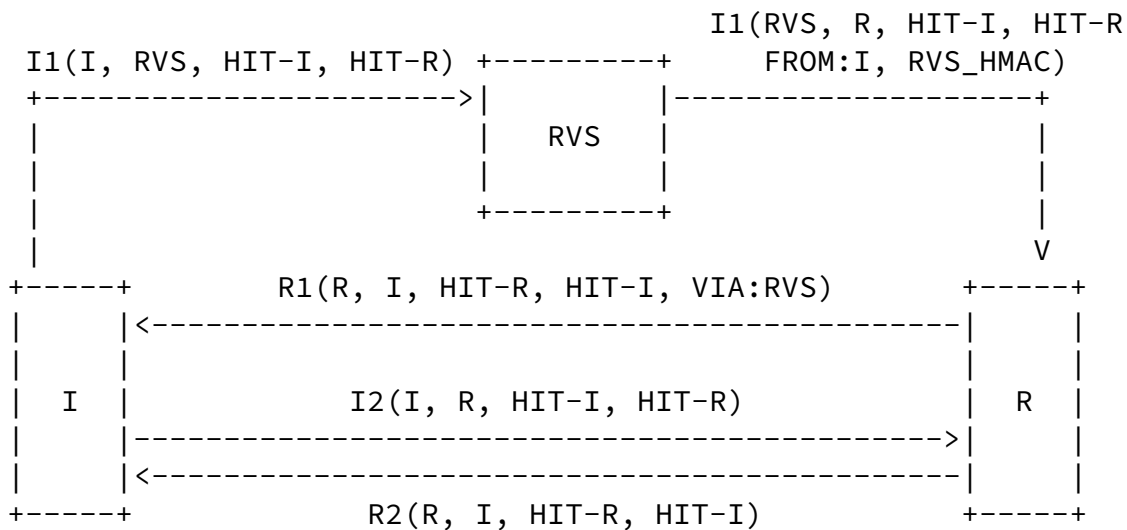 I1(RVS, R, HIT-I, HIT-R
I1(I, RVS, HIT-I, HIT-R)
FROM:I, RVS_HMAC)
RVS
R1(R, I, HIT-R, HIT-I, VIA:RVS)
I
I2(I, R, HIT-I, HIT-R)
R
V
R2(R, I, HIT-R, HIT-I)